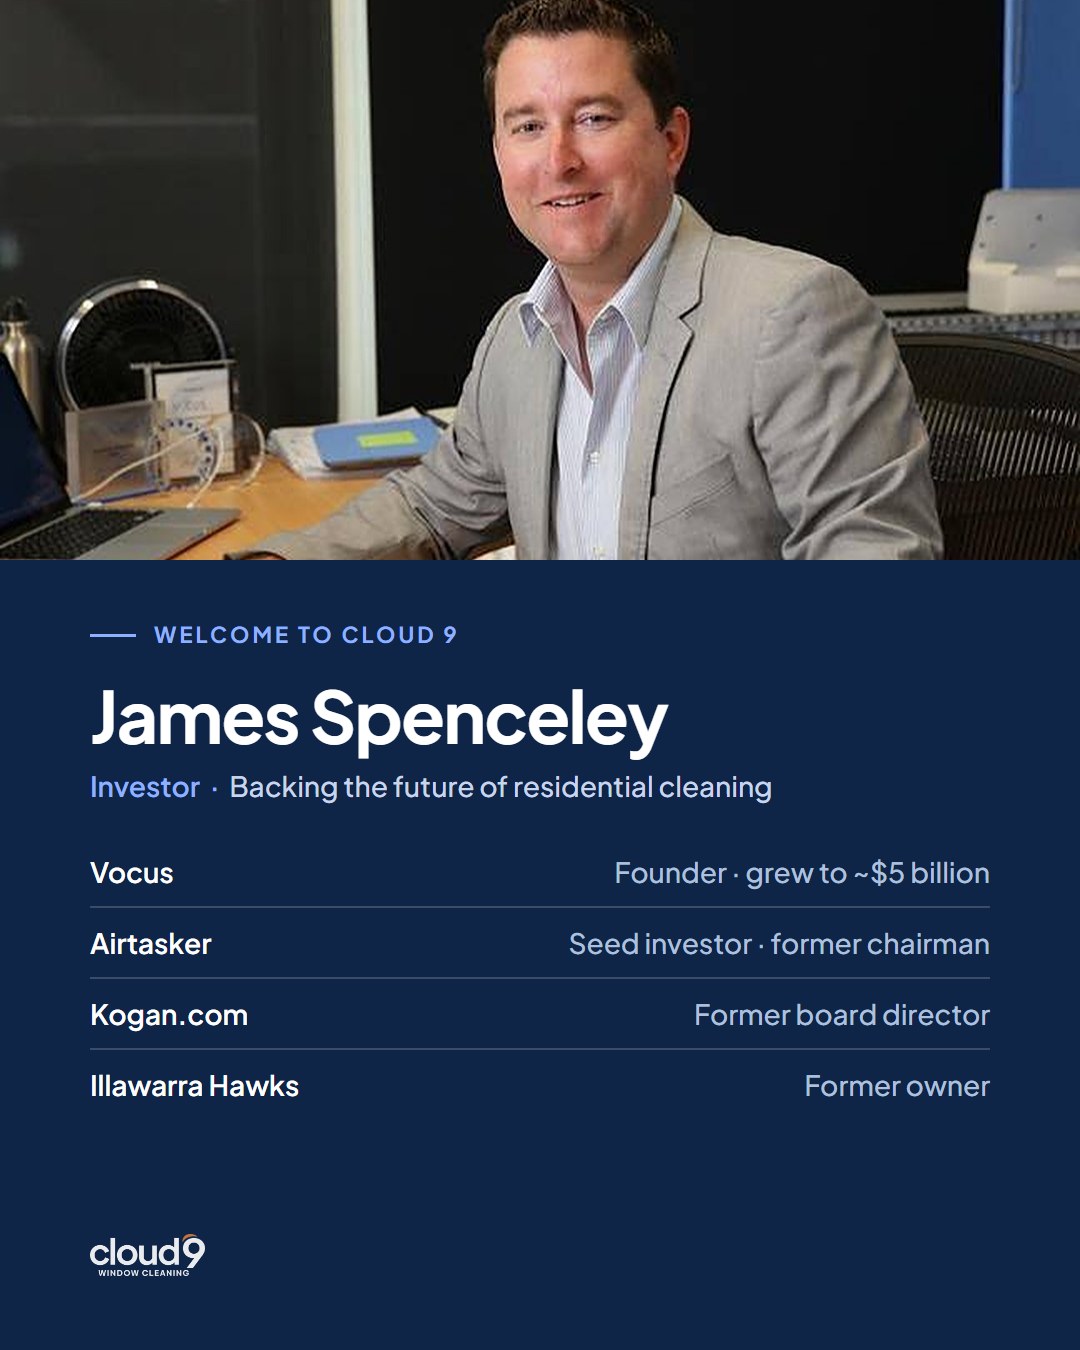 WELCOME TO CLOUD 9
James Spenceley
Investor · Backing the future of residential cleaning
Vocus Founder · grew to ~$5 billion
Airtasker Seed investor · former chairman
Kogan.com Former board director
Illawarra Hawks Former owner
cloud9
WINDOW CLEANING